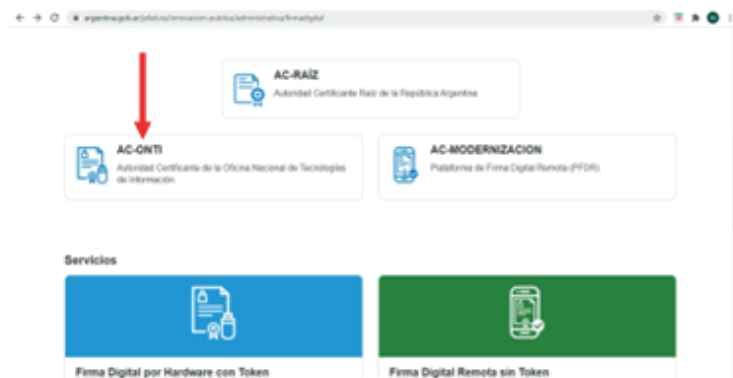 argentina.gob.ar/jefatura/innovacion-publica/administrativa/firmadigital
AC-RAÍZ
Autoridad Certificante Raíz de la República Argentina
AC-ONTI
Autoridad Certificante de la Oficina Nacional de Tecnologías
de Información
AC-MODERNIZACION
Plataforma de Firma Digital Remota (PFDR)
Servicios
Firma Digital por Hardware con Token
Firma Digital Remota sin Token